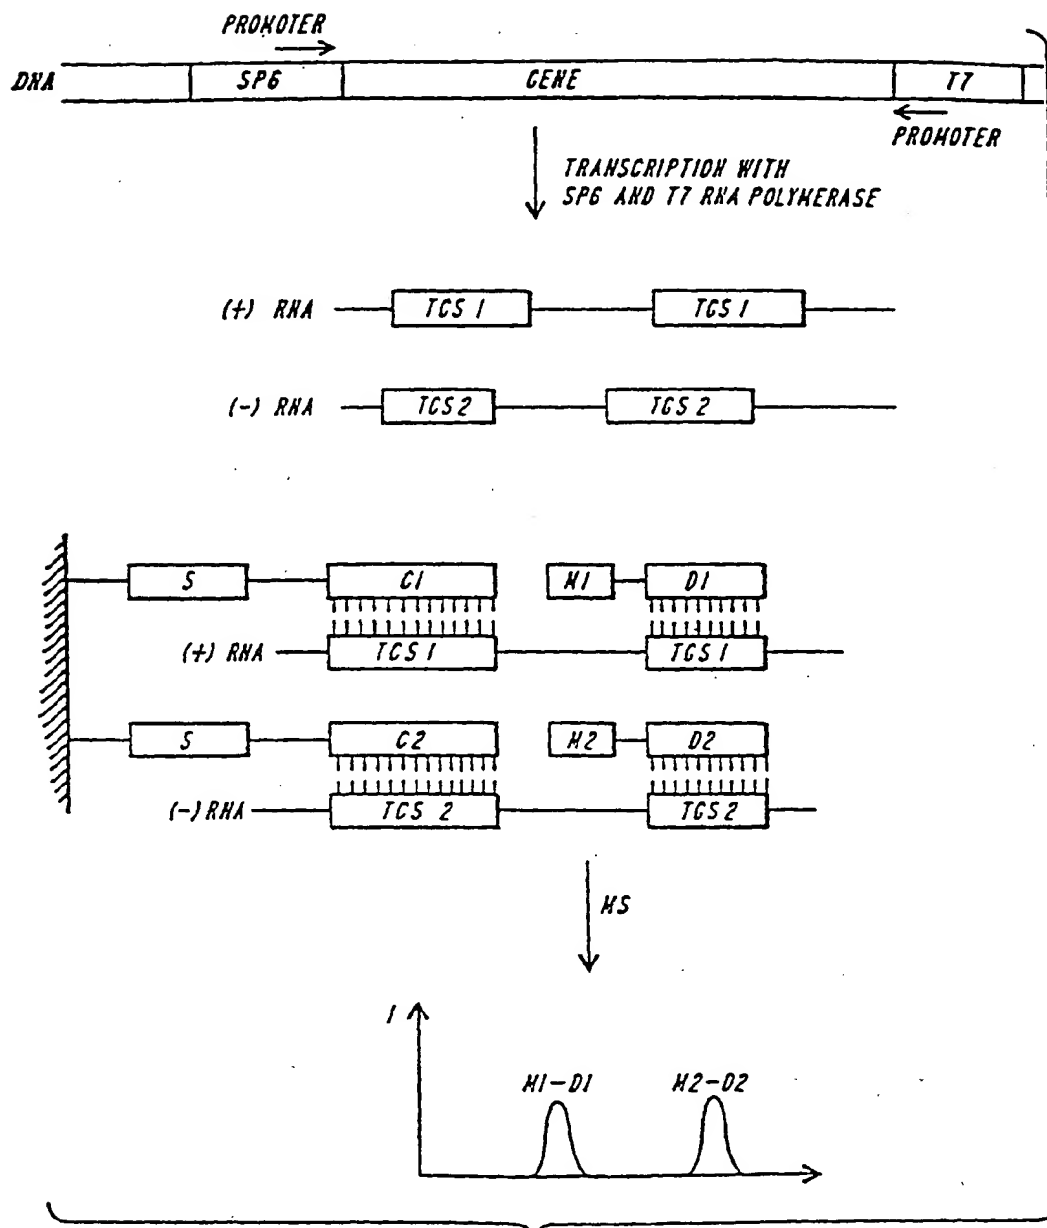 PROMOTER
DNA SP6 GENE T7
PROMOTER
TRANSCRIPTION WITH
SP6 AND T7 RNA POLYMERASE
(+) RNA TCS 1 TCS 1
(-) RNA TCS 2 TCS 2
S C1 M1 D1
(+) RNA TCS 1 TCS 1
S C2 M2 D2
(-) RNA TCS 2 TCS 2
MS
I
M1-D1 M2-D2